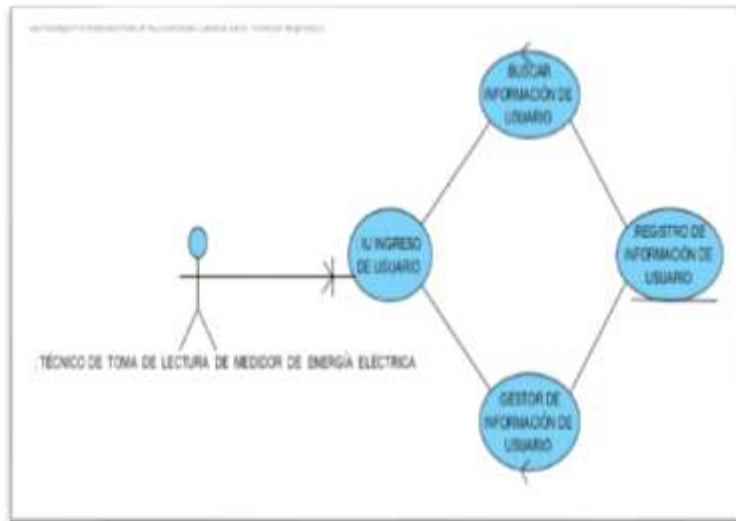 BUSCAR
INFORMACIÓN DE
USUARIO
IU INGRESO
DE USUARIO
REGISTRO DE
INFORMACIÓN DE
USUARIO
TÉCNICO DE TOMA DE LECTURA DE MEDIDOR DE ENERGÍA ELÉCTRICA
GESTOR DE
INFORMACIÓN DE
USUARIO